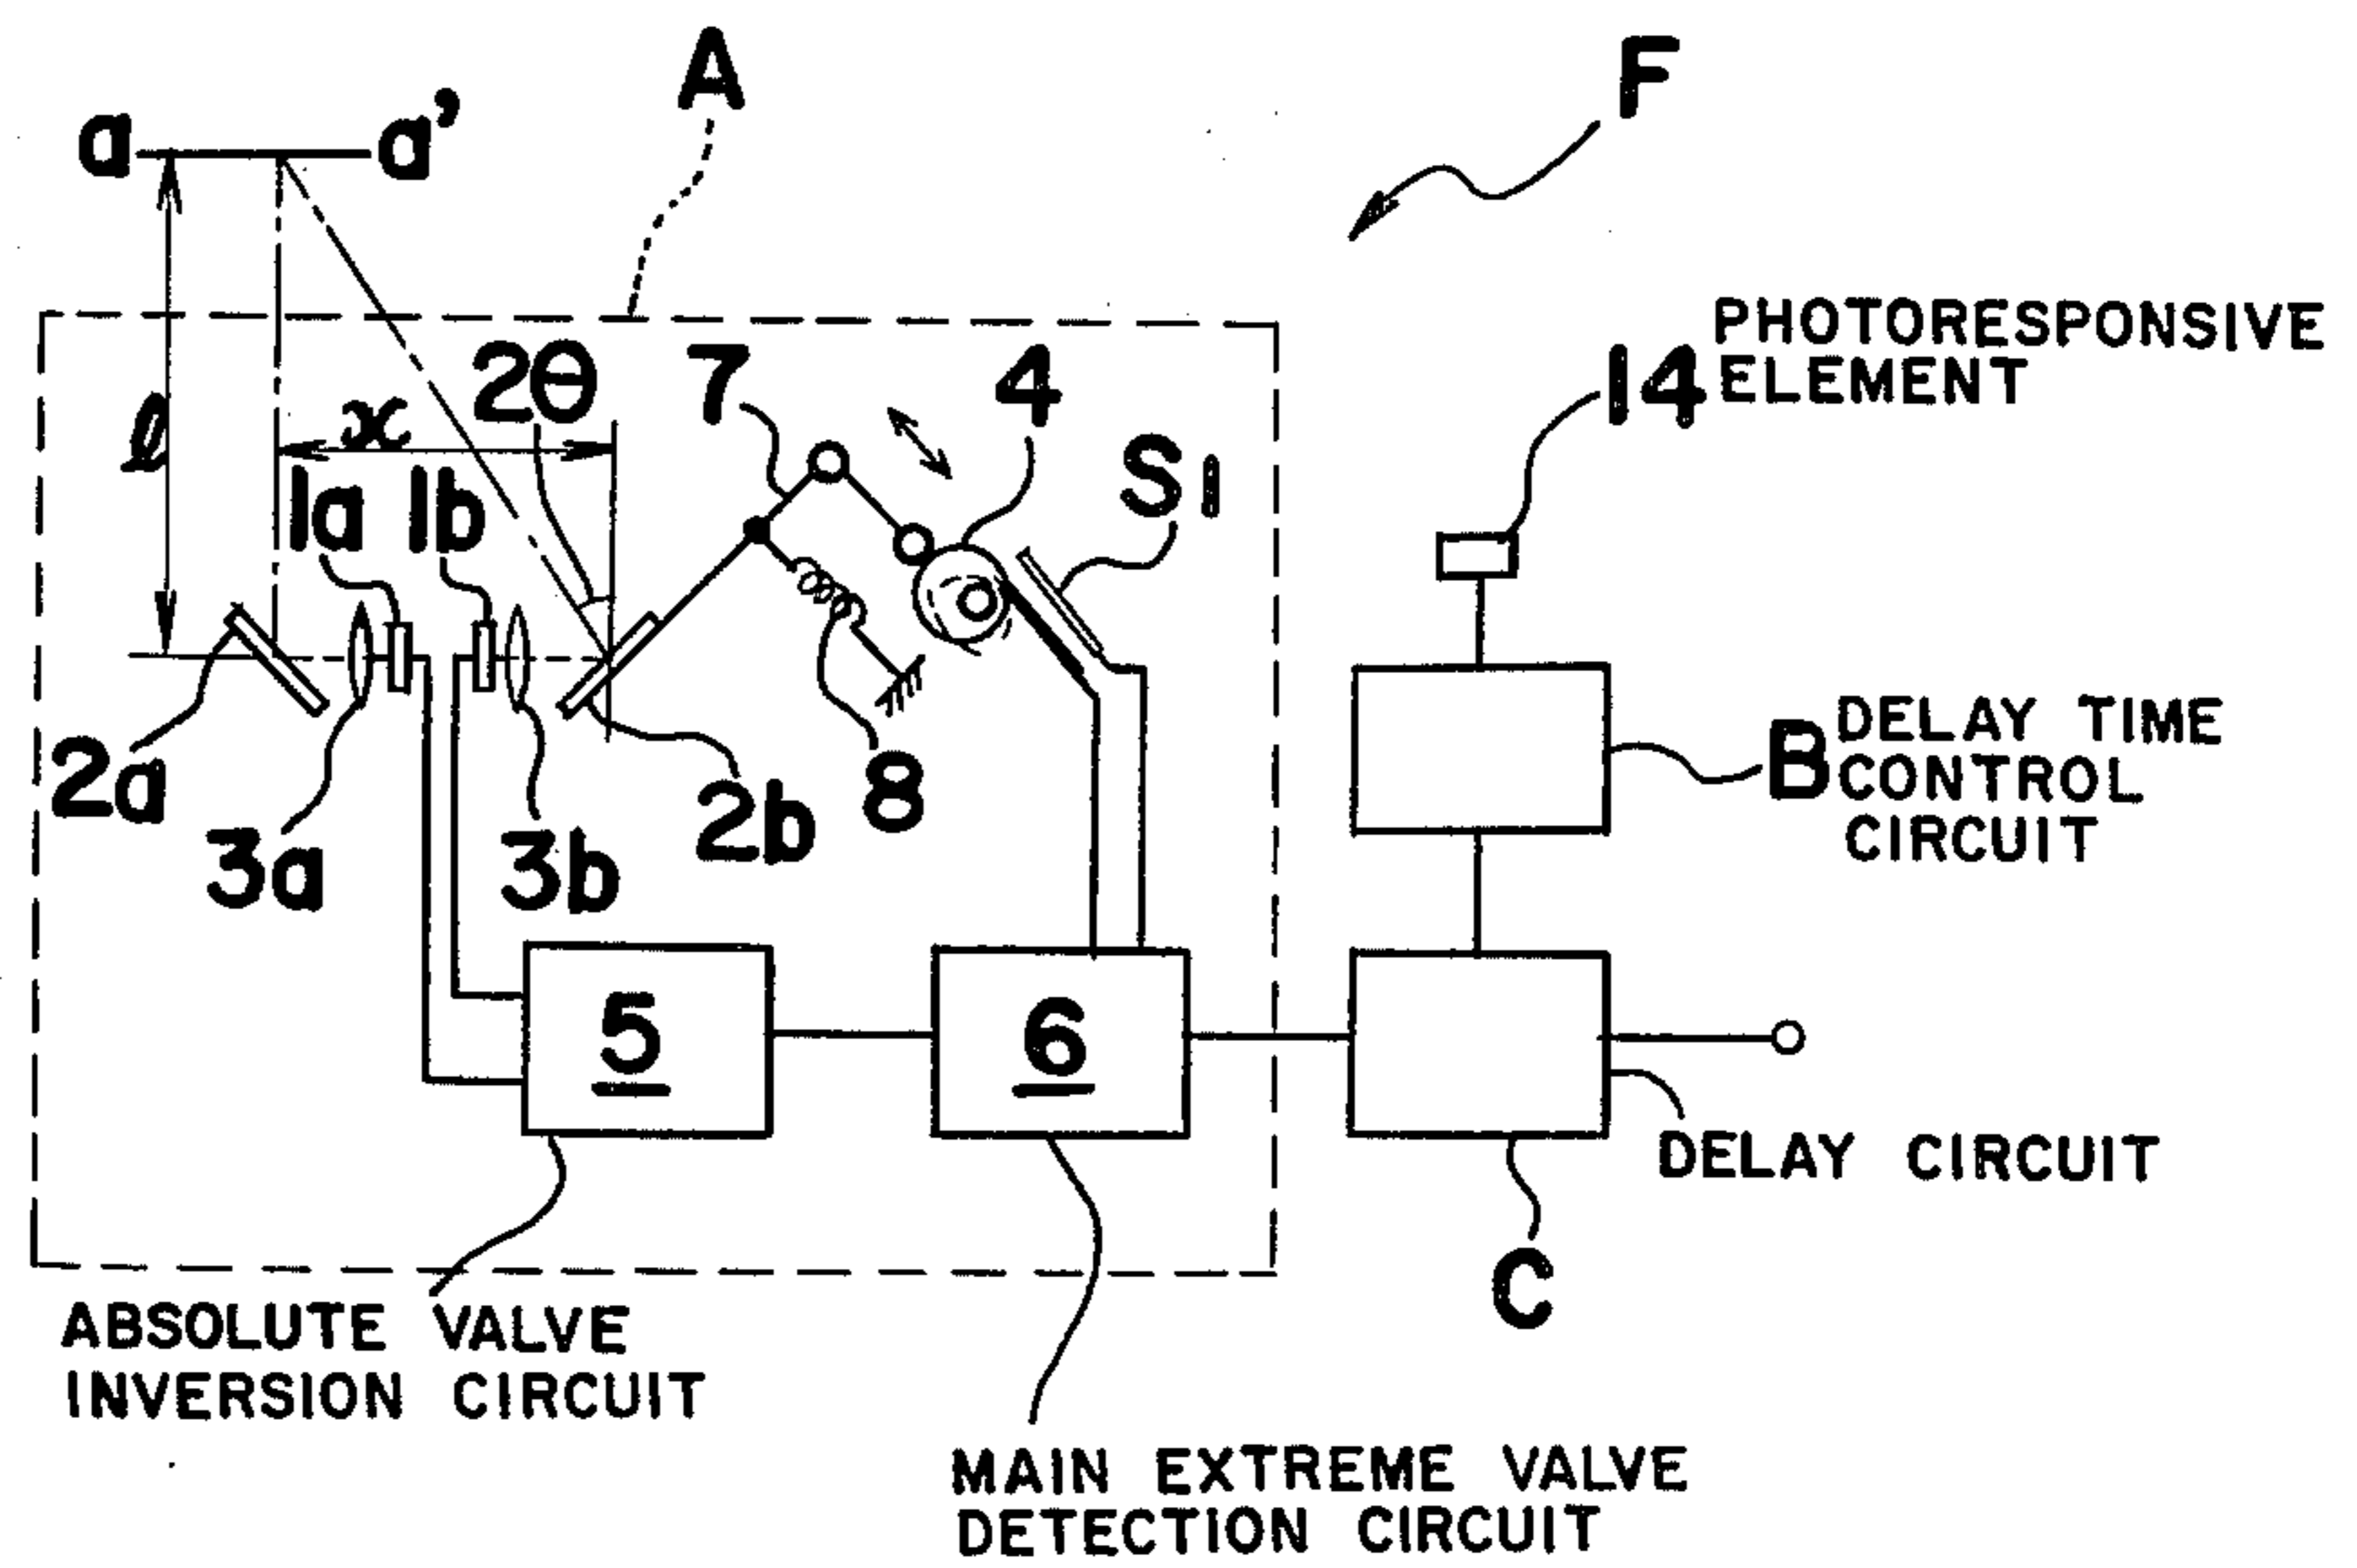 A
F
a a'
PHOTORESPONSIVE
14 ELEMENT
2θ 7 4
ℓ x
S1
1a 1b
2a
3a 3b 2b 8
B DELAY TIME
CONTROL
CIRCUIT
5 6
DELAY CIRCUIT
C
ABSOLUTE VALVE
INVERSION CIRCUIT
MAIN EXTREME VALVE
DETECTION CIRCUIT